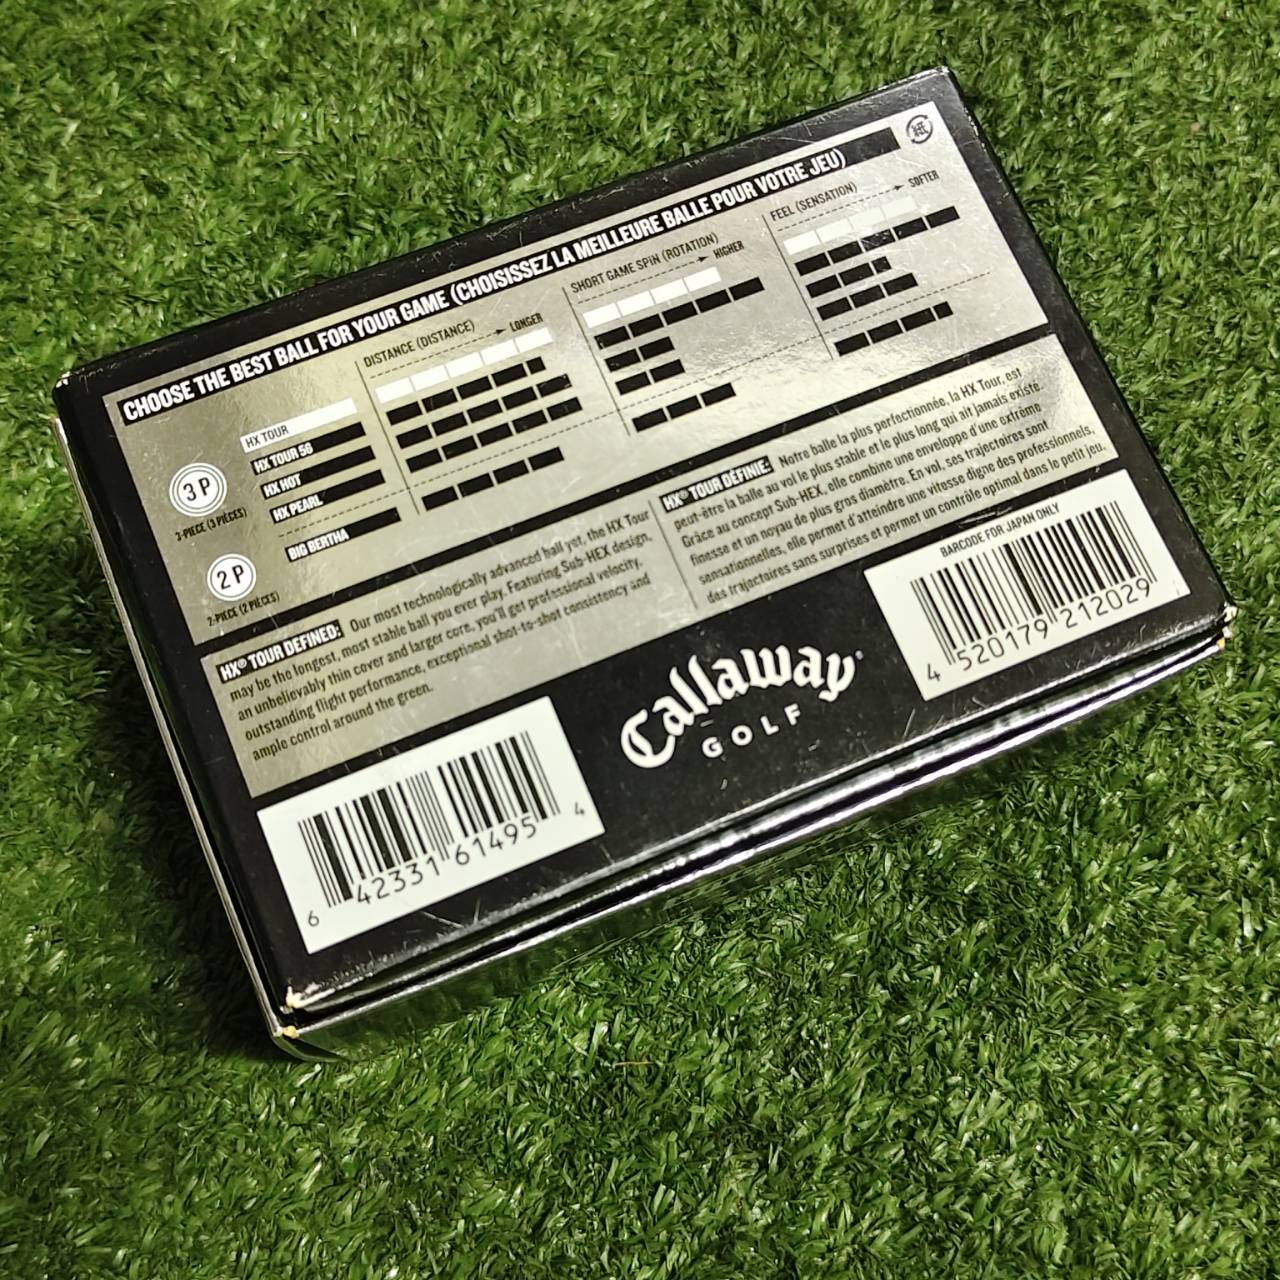 CHOOSE THE BEST BALL FOR YOUR GAME (CHOISISSEZ LA MEILLEURE BALLE POUR VOTRE JEU)
紙
DISTANCE (DISTANCE)
LONGER
SHORT GAME SPIN (ROTATION)
HIGHER
FEEL (SENSATION)
SOFTER
3 P
3-PIECE (3 PIÈCES)
HX TOUR
HX TOUR 56
HX HOT
HX PEARL
2 P
2-PIECE (2 PIÈCES)
BIG BERTHA
HX® TOUR DEFINED: Our most technologically advanced ball yet, the HX Tour
may be the longest, most stable ball you ever play. Featuring Sub-HEX design,
an unbelievably thin cover and larger core, you'll get professional velocity,
outstanding flight performance, exceptional shot-to-shot consistency and
ample control around the green.
HX® TOUR DÉFINIE: Notre balle la plus perfectionnée, la HX Tour, est
peut-être la balle au vol le plus stable et le plus long qui ait jamais existé.
Grâce au concept Sub-HEX, elle combine une enveloppe d'une extrême
finesse et un noyau de plus gros diamètre. En vol, ses trajectoires sont
sensationnelles, elle permet d'atteindre une vitesse digne des professionnels,
des trajectoires sans surprises et permet un contrôle optimal dans le petit jeu.
6 42331 61495 4
Callaway®
GOLF
BARCODE FOR JAPAN ONLY
4 520179 212029